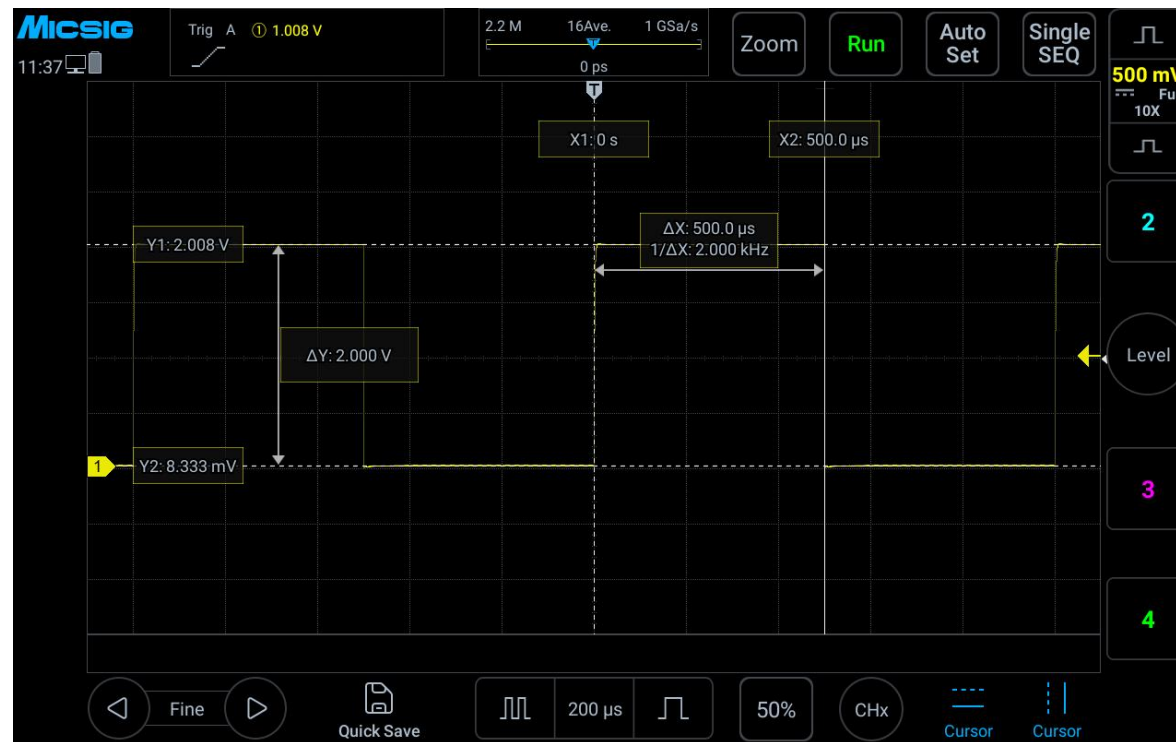 MICSIG
11:37
Trig A ① 1.008 V
2.2 M 16Ave. 1 GSa/s
T
0 ps
Zoom
Run
Auto
Set
Single
SEQ
500 mV
Fu
10X
T
X1: 0 s
X2: 500.0 µs
2
Y1: 2.008 V
ΔX: 500.0 µs
1/ΔX: 2.000 kHz
ΔY: 2.000 V
Level
1
Y2: 8.333 mV
3
4
Fine
Quick Save
200 µs
50%
CHx
Cursor
Cursor